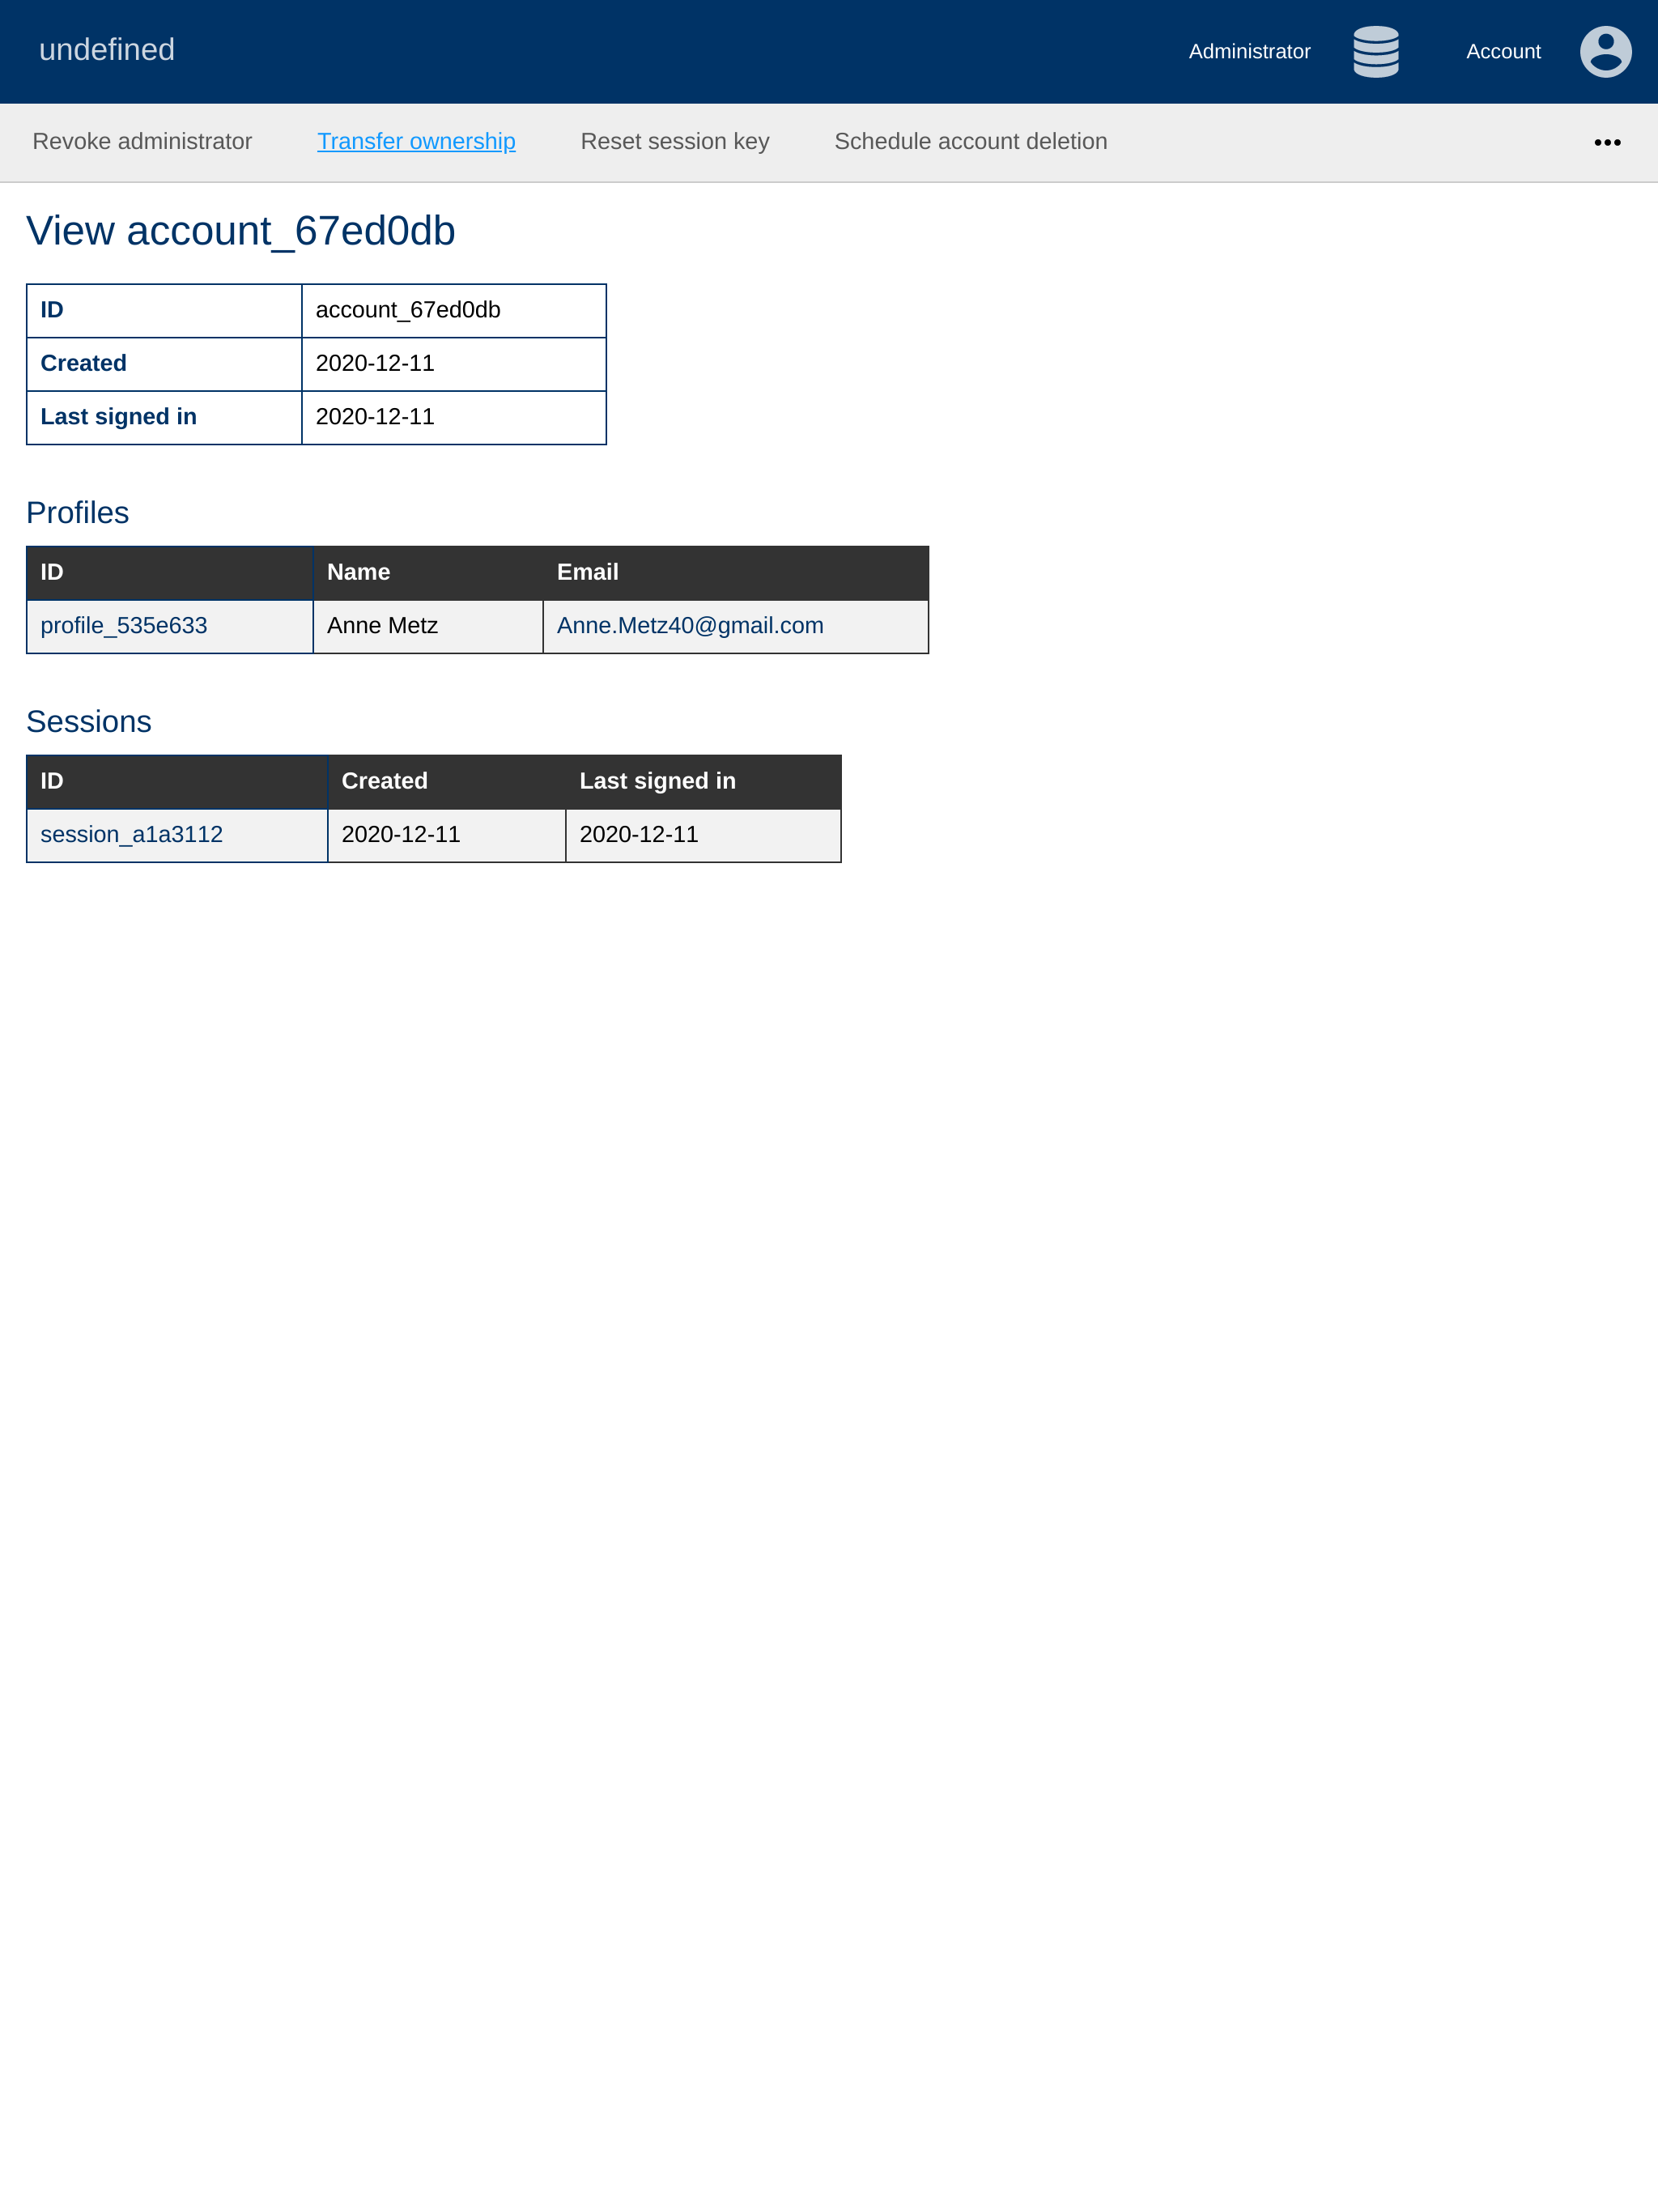 undefined Administrator Account
Revoke administrator Transfer ownership Reset session key Schedule account deletion •••
View account_67ed0db
ID account_67ed0db
Created 2020-12-11
Last signed in 2020-12-11
Profiles
ID Name Email
profile_535e633 Anne Metz Anne.Metz40@gmail.com
Sessions
ID Created Last signed in
session_a1a3112 2020-12-11 2020-12-11